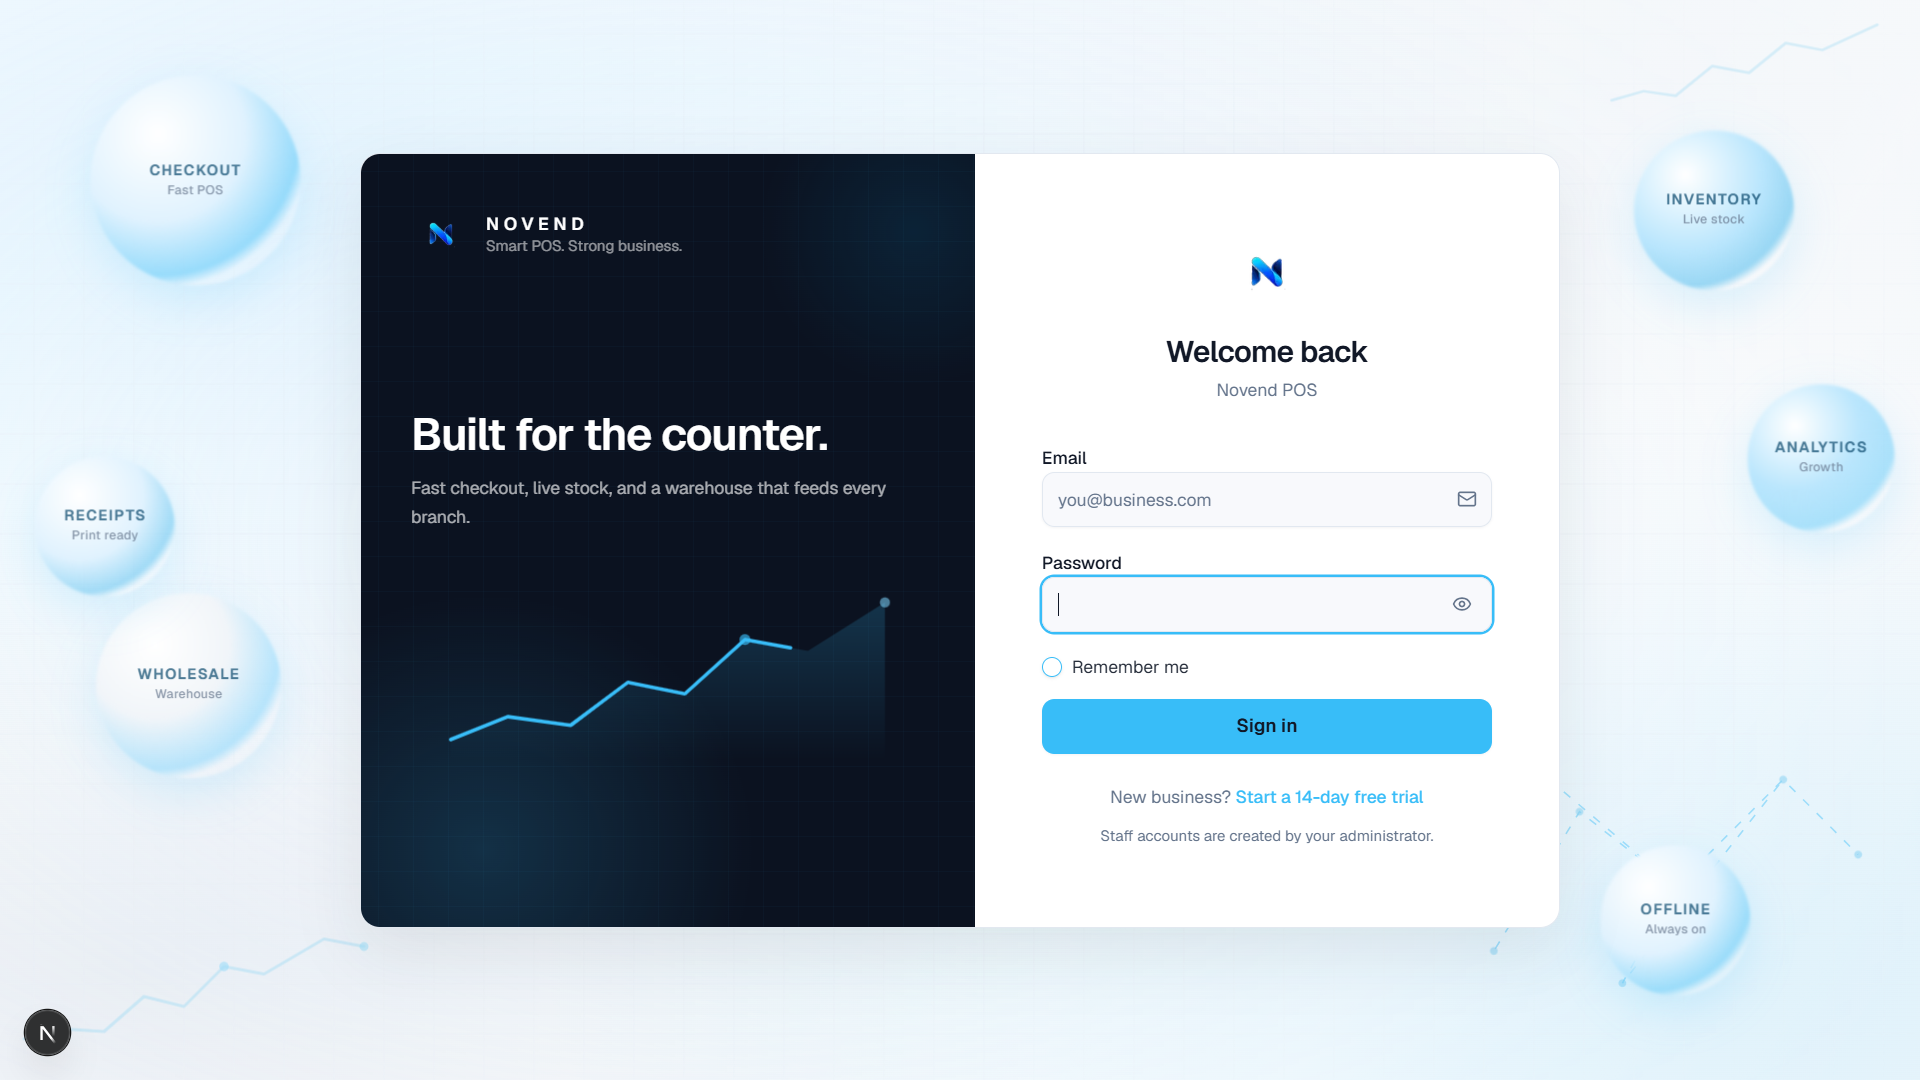 CHECKOUT
Fast POS
RECEIPTS
Print ready
WHOLESALE
Warehouse
NOVEND
Smart POS. Strong business.
Built for the counter.
Fast checkout, live stock, and a warehouse that feeds every
branch.
Welcome back
Novend POS
Email
you@business.com
Password
Remember me
Sign in
New business? Start a 14-day free trial
Staff accounts are created by your administrator.
INVENTORY
Live stock
ANALYTICS
Growth
OFFLINE
Always on